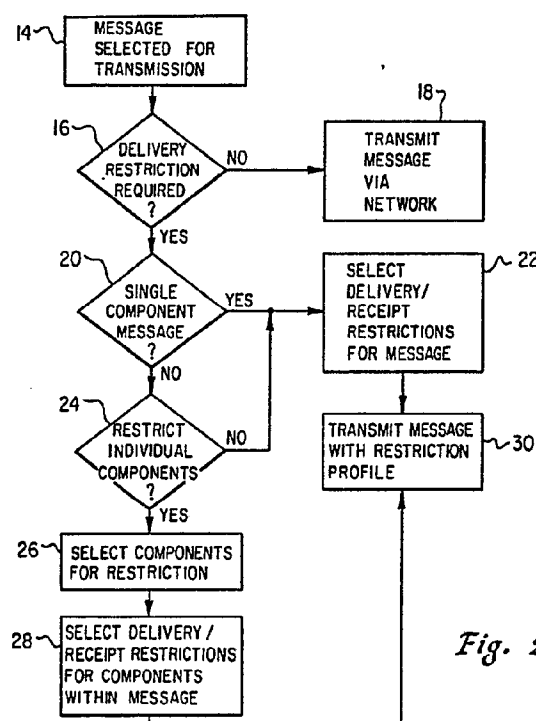 14
MESSAGE
SELECTED FOR
TRANSMISSION
16
DELIVERY
RESTRICTION
REQUIRED
?
NO
YES
18
TRANSMIT
MESSAGE
VIA
NETWORK
20
SINGLE
COMPONENT
MESSAGE
?
YES
NO
22
SELECT
DELIVERY/
RECEIPT
RESTRICTIONS
FOR MESSAGE
24
RESTRICT
INDIVIDUAL
COMPONENTS
?
NO
YES
TRANSMIT MESSAGE
WITH RESTRICTION
PROFILE
30
26
SELECT COMPONENTS
FOR RESTRICTION
28
SELECT DELIVERY/
RECEIPT RESTRICTIONS
FOR COMPONENTS
WITHIN MESSAGE
Fig.